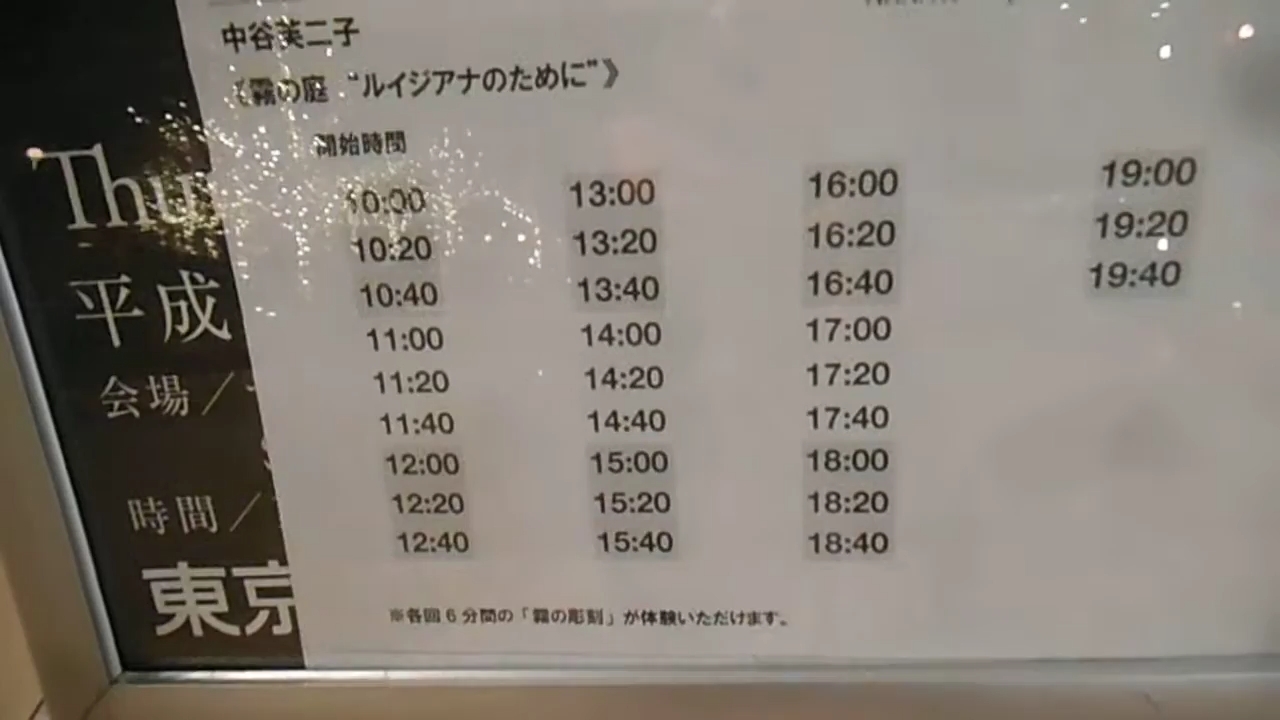 中谷芙二子
《霧の庭 “ルイジアナのために”》
開始時間
10:00 13:00 16:00 19:00
10:20 13:20 16:20 19:20
10:40 13:40 16:40 19:40
11:00 14:00 17:00
11:20 14:20 17:20
11:40 14:40 17:40
12:00 15:00 18:00
12:20 15:20 18:20
12:40 15:40 18:40
※各回6分間の「霧の彫刻」が体験いただけます。
Thu
平成
会場／
時間／
東京